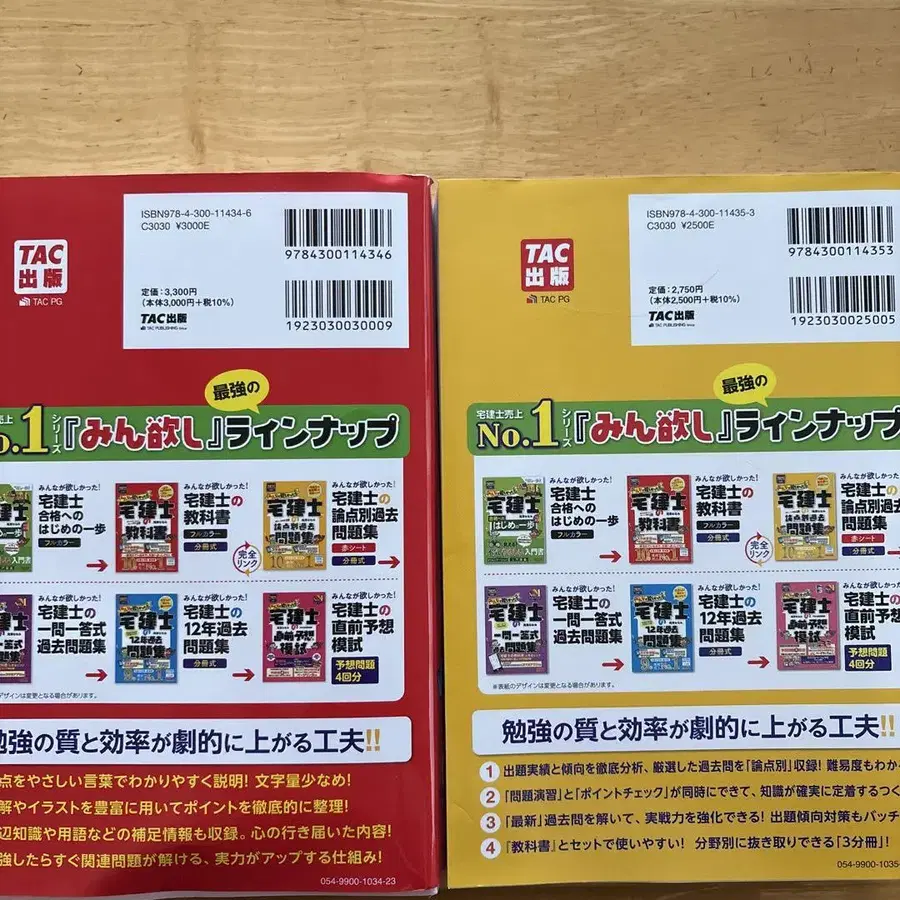 TAC
出版
TAC PG
ISBN978-4-300-11434-6
C3030 ¥3000E
9784300114346
定価：3,300円
（本体3,000円＋税10%）
TAC出版
TAC PUBLISHING Group
1923030030009
最強の
売上
o.1
シリーズ
『みん欲し』ラインナップ
みんなが欲しかった!
宅建士
合格への
はじめの一歩
フルカラー
みんなが欲しかった!
宅建士の
教科書
フルカラー
分冊式
完全
リンク
みんなが欲しかった!
宅建士の
論点別過去
問題集
赤シート
分冊式
みんなが欲しかった!
宅建士の
一問一答式
過去問題集
みんなが欲しかった!
宅建士の
12年過去
問題集
分冊式
みんなが欲しかった!
宅建士の
直前予想
模試
予想問題
4回分
デザインは変更となる場合があります。
勉強の質と効率が劇的に上がる工夫!!
点をやさしい言葉でわかりやすく説明! 文字量少なめ!
解やイラストを豊富に用いてポイントを徹底的に整理!
辺知識や用語などの補足情報も収録。心の行き届いた内容!
強したらすぐ関連問題が解ける、実力がアップする仕組み!
054-9900-1034-23
TAC
出版
TAC PG
ISBN978-4-300-11435-3
C3030 ¥2500E
9784300114353
定価：2,750円
（本体2,500円＋税10%）
TAC出版
TAC PUBLISHING Group
1923030025005
最強の
宅建士売上
No.1
シリーズ
『みん欲し』ラインナップ
みんなが欲しかった!
宅建士
合格への
はじめの一歩
フルカラー
みんなが欲しかった!
宅建士の
教科書
フルカラー
分冊式
完全
リンク
みんなが欲しかった!
宅建士の
論点別過去
問題集
赤シート
分冊式
みんなが欲しかった!
宅建士の
一問一答式
過去問題集
みんなが欲しかった!
宅建士の
12年過去
問題集
分冊式
みんなが欲しかった!
宅建士の
直前予想
模試
予想問題
4回分
※表紙のデザインは変更となる場合があります。
勉強の質と効率が劇的に上がる工夫!!
1 出題実績と傾向を徹底分析、厳選した過去問を「論点別」収録! 難易度もわか
2 「問題演習」と「ポイントチェック」が同時にできて、知識が確実に定着するつく
3 「最新」過去問を解いて、実戦力を強化できる! 出題傾向対策もバッチ
4 『教科書』とセットで使いやすい! 分野別に抜き取りできる「3分冊」!
054-9900-1035